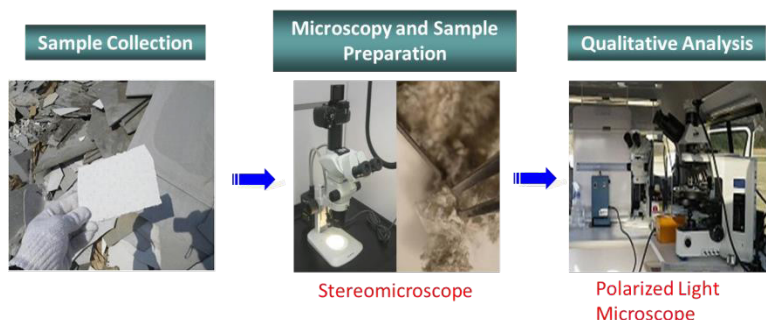 Sample Collection
Microscopy and Sample
Preparation
Qualitative Analysis
Stereomicroscope
Polarized Light
Microscope